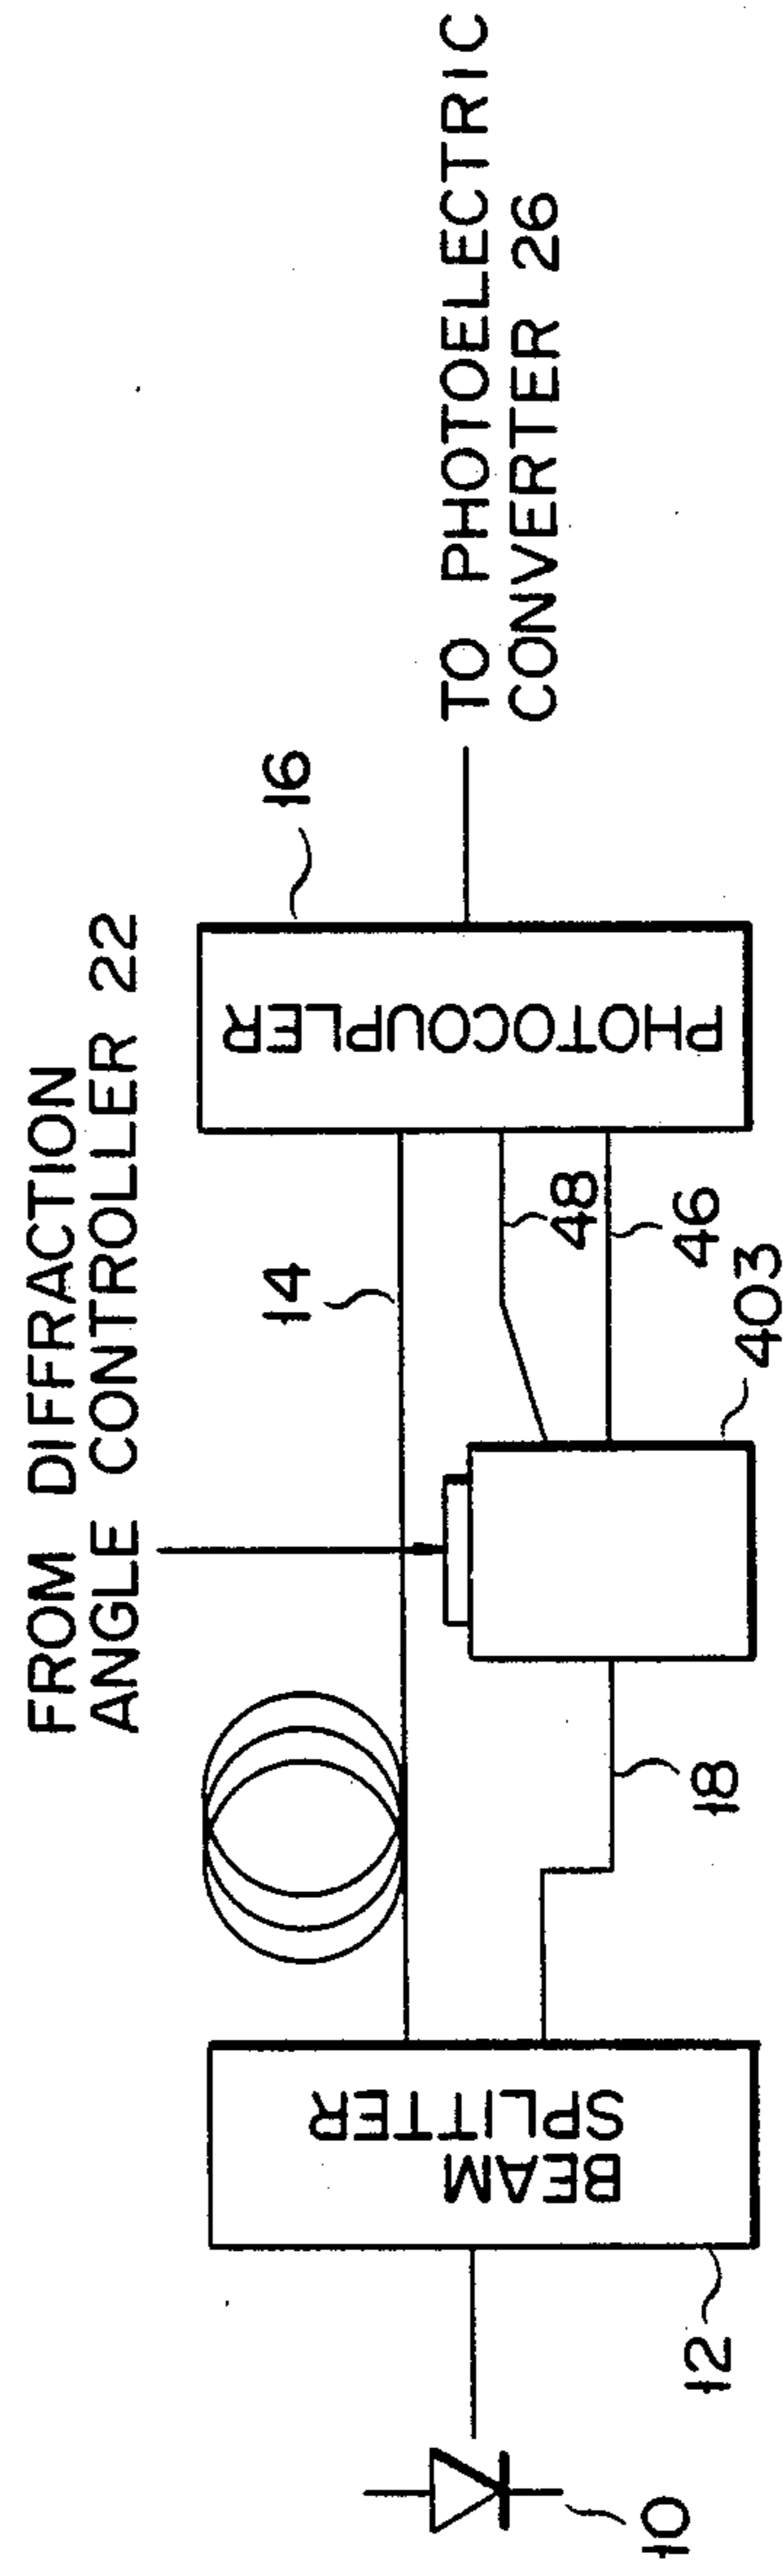 FROM DIFFRACTION
ANGLE CONTROLLER 22
14
16
TO PHOTOELECTRIC
CONVERTER 26
BEAM
SPLITTER
PHOTOCOUPLER
48
46
403
18
12
10